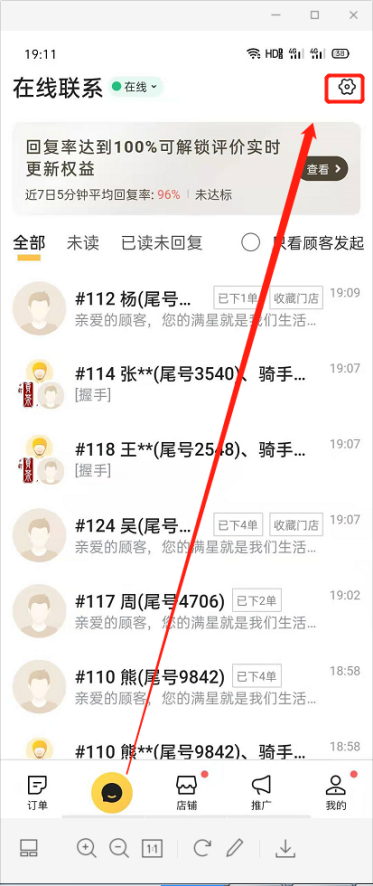 19:11 HD 4G 4G 38
在线联系 在线
回复率达到100%可解锁评价实时
更新权益
查看
近7日5分钟平均回复率: 96% 未达标
全部 未读 已读未回复 只看顾客发起
#112 杨(尾号... 已下1单 收藏门店 19:09
亲爱的顾客，您的满星就是我们生活...
#114 张**(尾号3540)、骑手... 19:07
[握手]
#118 王**(尾号2548)、骑手... 19:07
[握手]
#124 吴(尾号... 已下4单 收藏门店 19:07
亲爱的顾客，您的满星就是我们生活...
#117 周(尾号4706) 已下2单 19:02
亲爱的顾客，您的满星就是我们生活...
#110 熊(尾号9842) 已下4单 18:58
亲爱的顾客，您的满星就是我们生活...
#110 熊**(尾号9842)、骑手... 18:58
订单 店铺 推广 我的
1:1